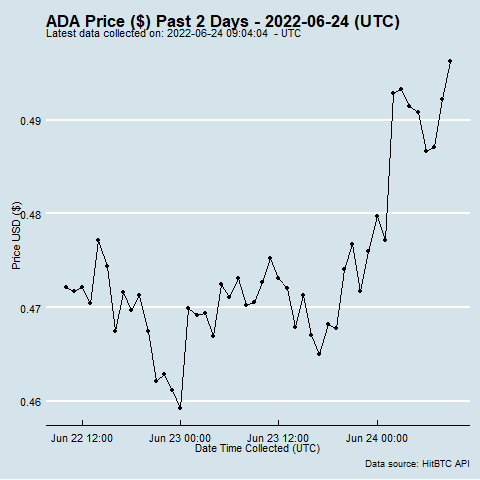 ADA Price ($) Past 2 Days - 2022-06-24 (UTC)
Latest data collected on: 2022-06-24 09:04:04 - UTC
Price USD ($)
0.49
0.48
0.47
0.46
Jun 22 12:00
Jun 23 00:00
Jun 23 12:00
Jun 24 00:00
Date Time Collected (UTC)
Data source: HitBTC API